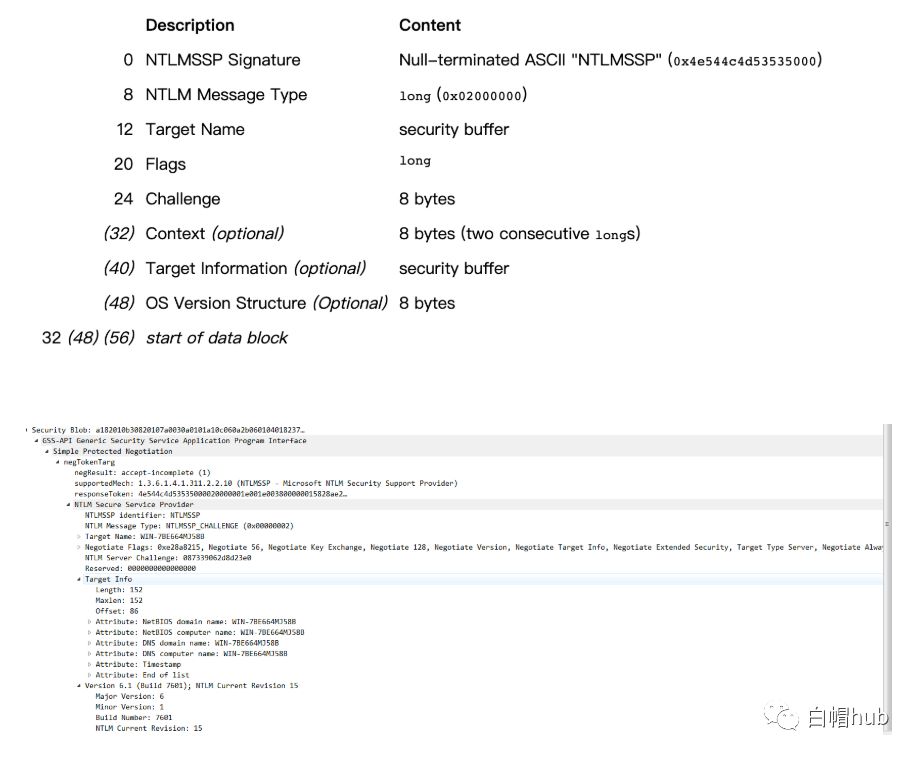 Description Content
0 NTLMSSP Signature Null-terminated ASCII "NTLMSSP" (0x4e544c4d53535000)
8 NTLM Message Type long (0x02000000)
12 Target Name security buffer
20 Flags long
24 Challenge 8 bytes
(32) Context (optional) 8 bytes (two consecutive longs)
(40) Target Information (optional) security buffer
(48) OS Version Structure (Optional) 8 bytes
32 (48) (56) start of data block
Security Blob: a182010b30820107a0030a0101a10c060a2b060104018237…
GSS-API Generic Security Service Application Program Interface
Simple Protected Negotiation
negTokenTarg
negResult: accept-incomplete (1)
supportedMech: 1.3.6.1.4.1.311.2.2.10 (NTLMSSP - Microsoft NTLM Security Support Provider)
responseToken: 4e544c4d53535000020000001e001e003800000015828ae2…
NTLM Secure Service Provider
NTLMSSP identifier: NTLMSSP
NTLM Message Type: NTLMSSP_CHALLENGE (0x00000002)
Target Name: WIN-7BE664MJ58B
Negotiate Flags: 0xe28a8215, Negotiate 56, Negotiate Key Exchange, Negotiate 128, Negotiate Version, Negotiate Target Info, Negotiate Extended Security, Target Type Server, Negotiate Alwa
NTLM Server Challenge: 087339062d8d23e0
Reserved: 0000000000000000
Target Info
Length: 152
Maxlen: 152
Offset: 86
Attribute: NetBIOS domain name: WIN-7BE664MJ58B
Attribute: NetBIOS computer name: WIN-7BE664MJ58B
Attribute: DNS domain name: WIN-7BE664MJ58B
Attribute: DNS computer name: WIN-7BE664MJ58B
Attribute: Timestamp
Attribute: End of list
Version 6.1 (Build 7601); NTLM Current Revision 15
Major Version: 6
Minor Version: 1
Build Number: 7601
NTLM Current Revision: 15
白帽hub